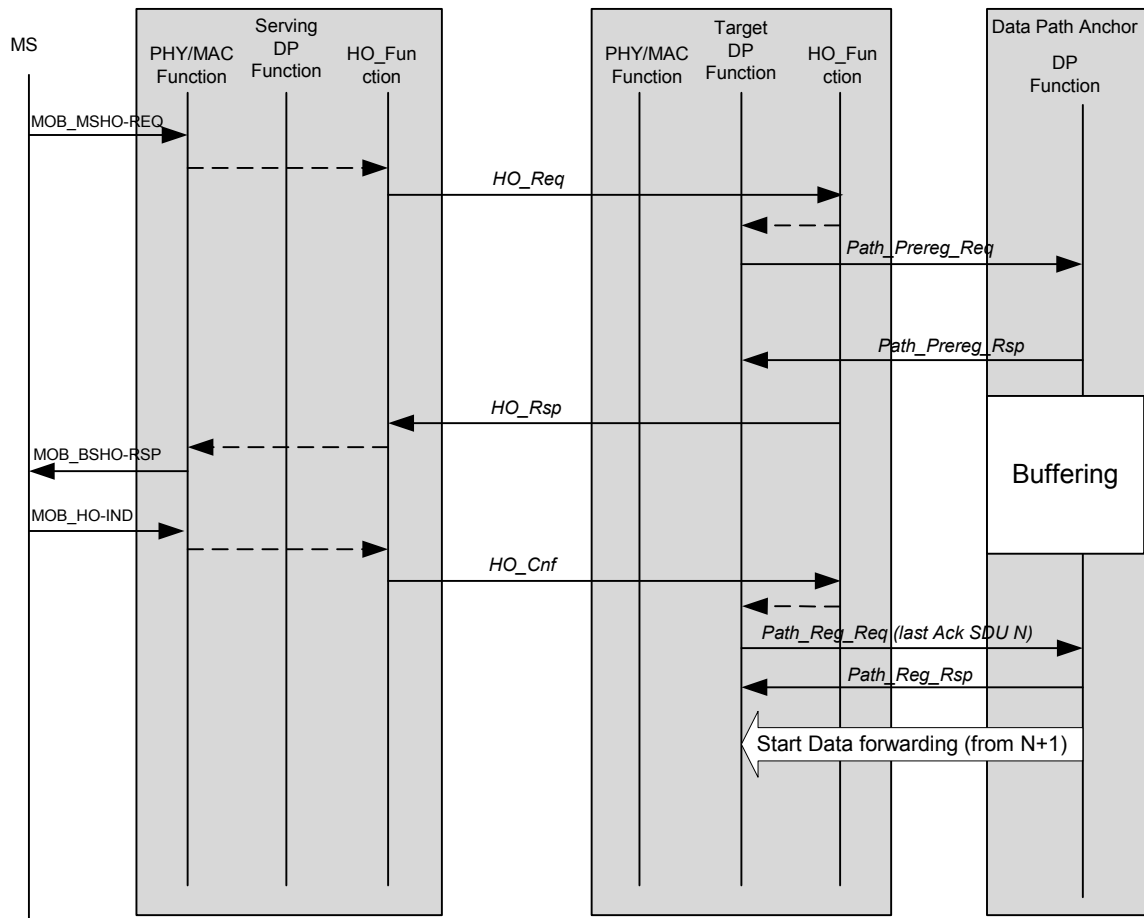 MS
Serving
DP
Function
PHY/MAC
Function
HO_Fun
ction
Target
DP
Function
PHY/MAC
Function
HO_Fun
ction
Data Path Anchor
DP
Function
MOB_MSHO-REQ
HO_Req
Path_Prereg_Req
Path_Prereg_Rsp
HO_Rsp
MOB_BSHO-RSP
Buffering
MOB_HO-IND
HO_Cnf
Path_Reg_Req (last Ack SDU N)
Path_Reg_Rsp
Start Data forwarding (from N+1)